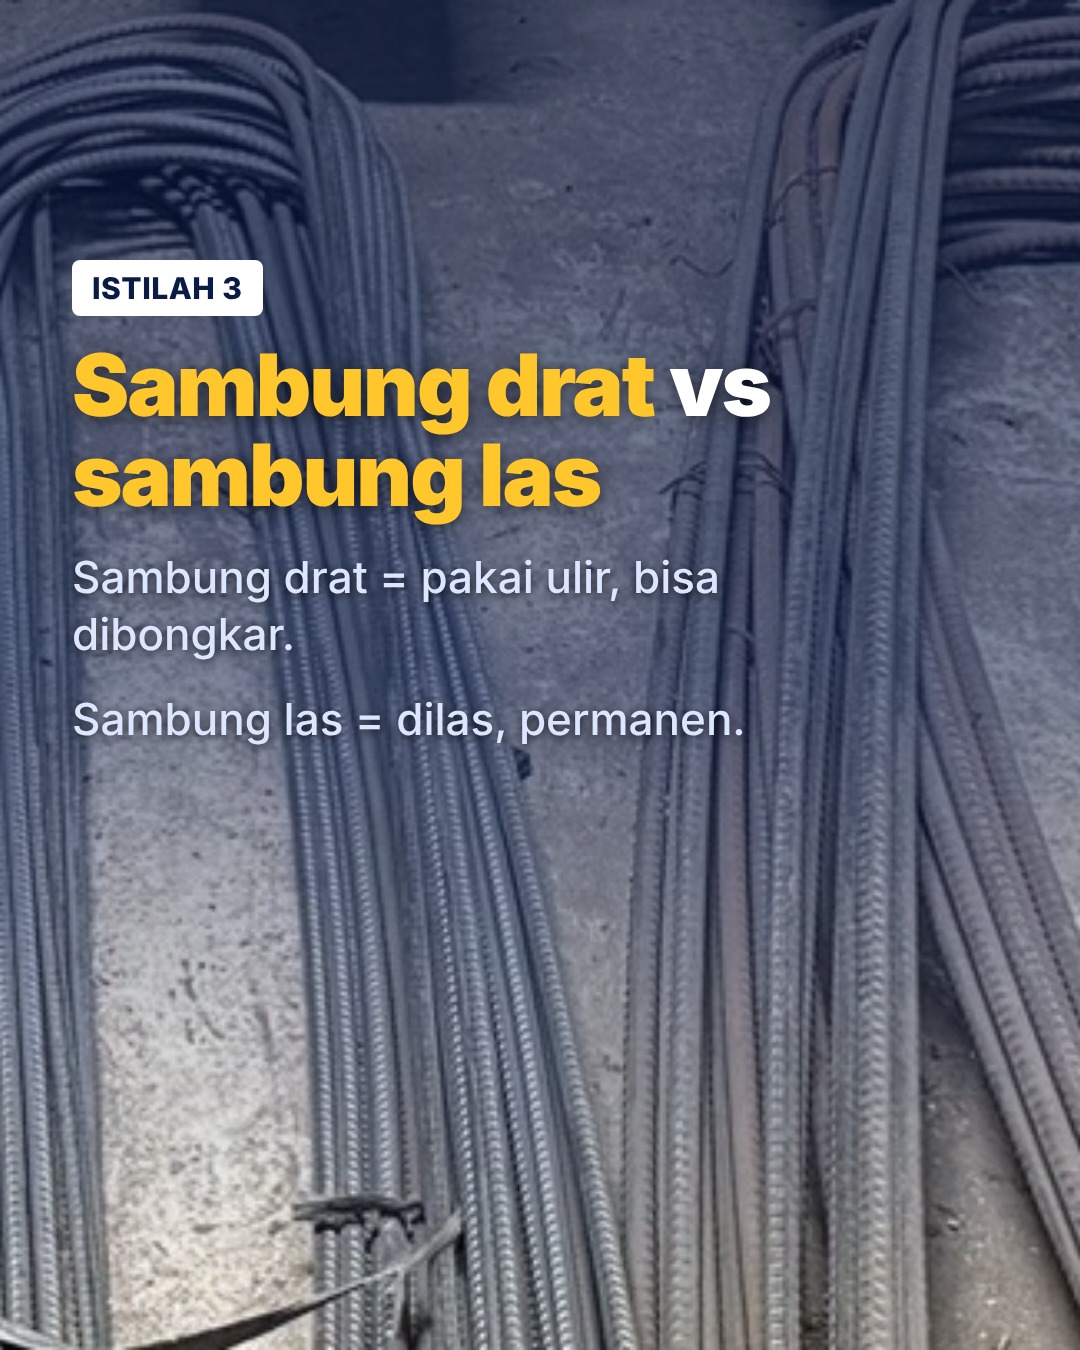 ISTILAH 3
Sambung drat vs
sambung las
Sambung drat = pakai ulir, bisa
dibongkar.
Sambung las = dilas, permanen.